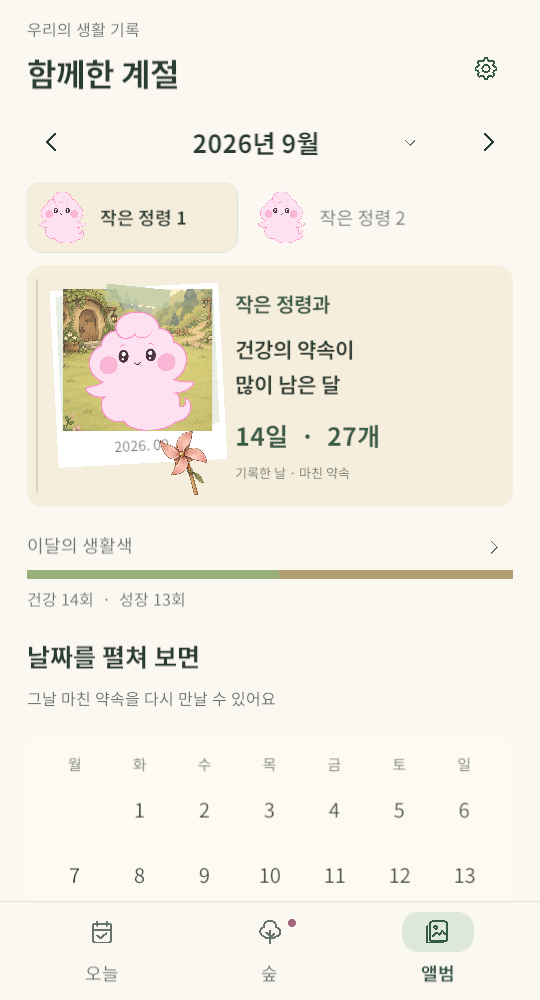 우리의 생활 기록
함께한 계절
2026년 9월
작은 정령 1
작은 정령 2
작은 정령과
건강의 약속이
많이 남은 달
14일 · 27개
기록한 날 · 마친 약속
2026. 09
이달의 생활색
건강 14회 · 성장 13회
날짜를 펼쳐 보면
그날 마친 약속을 다시 만날 수 있어요
월 화 수 목 금 토 일
1 2 3 4 5 6
7 8 9 10 11 12 13
오늘 숲 앨범